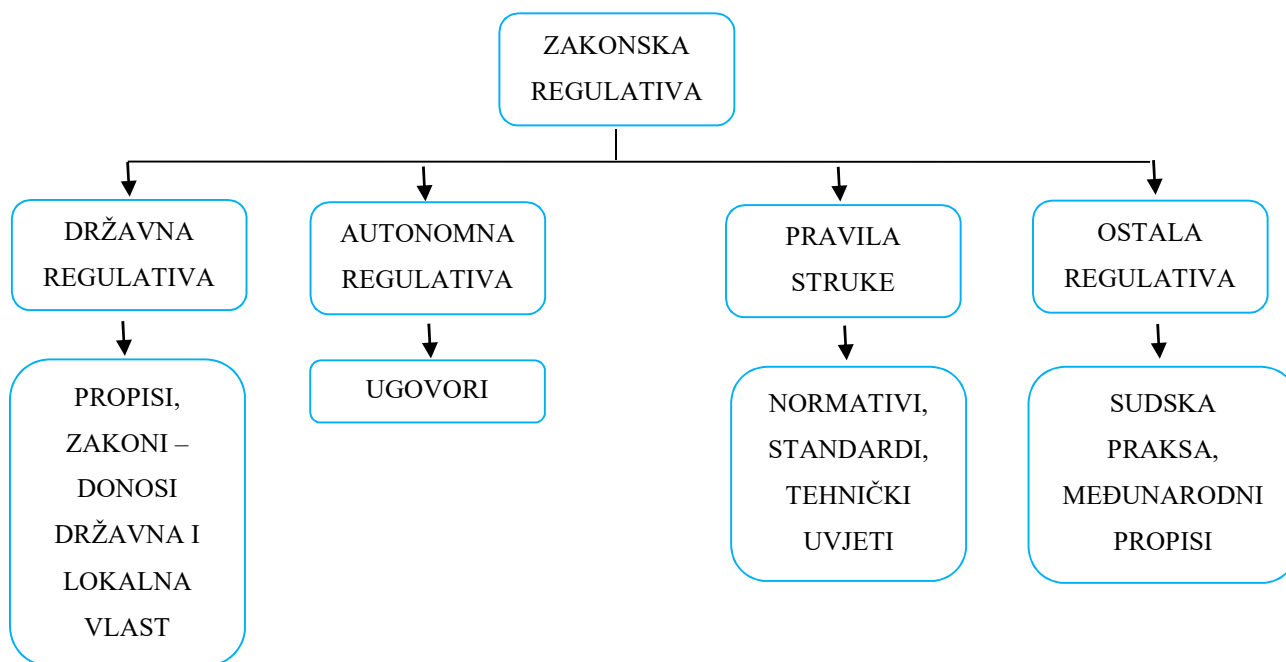 ZAKONSKA
REGULATIVA
DRŽAVNA
REGULATIVA
AUTONOMNA
REGULATIVA
PRAVILA
STRUKE
OSTALA
REGULATIVA
PROPISI,
ZAKONI –
DONOSI
DRŽAVNA I
LOKALNA
VLAST
UGOVORI
NORMATIVI,
STANDARDI,
TEHNIČKI
UVJETI
SUDSKA
PRAKSA,
MEĐUNARODNI
PROPISI